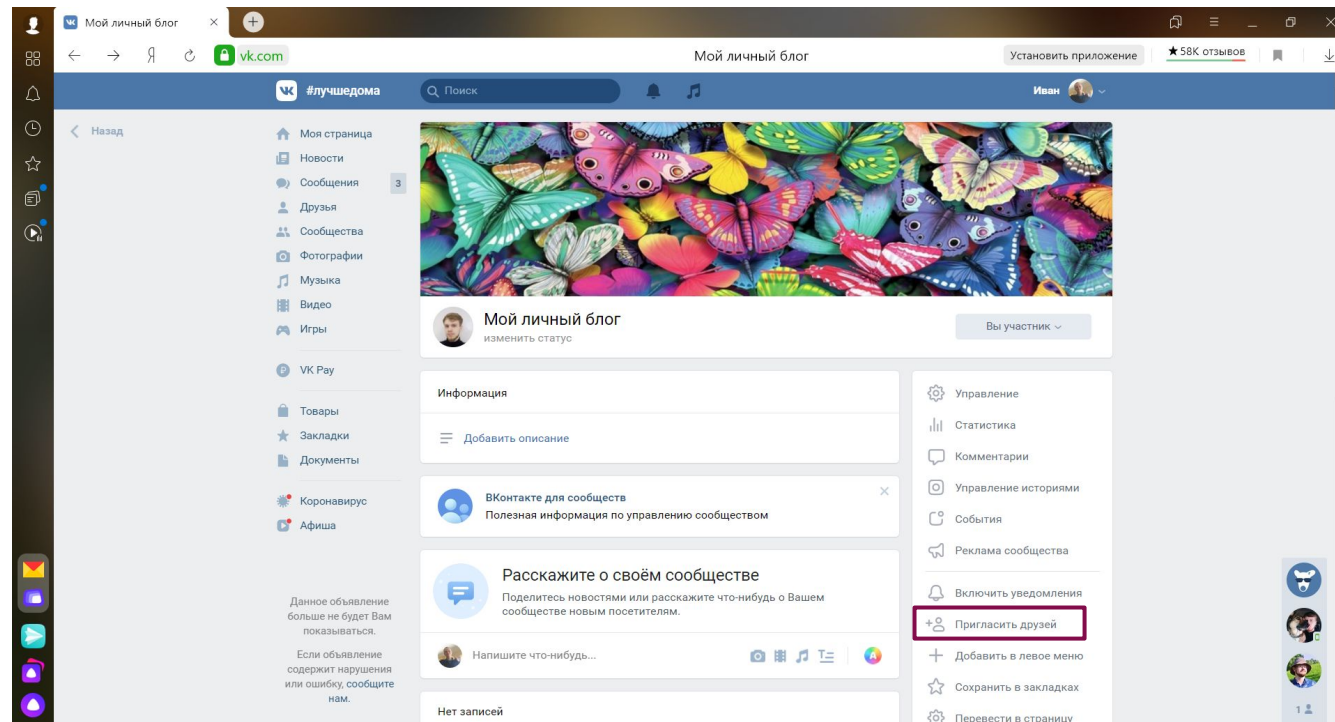 Мой личный блог
Я
vk.com
Мой личный блог
Установить приложение
★ 58К отзывов
#лучшедома
Поиск
Иван
Назад
Моя страница
Новости
Сообщения 3
Друзья
Сообщества
Фотографии
Музыка
Видео
Игры
VK Pay
Товары
Закладки
Документы
Коронавирус
Афиша
Данное объявление
больше не будет Вам
показываться.
Если объявление
содержит нарушения
или ошибку, сообщите
нам.
Мой личный блог
изменить статус
Вы участник
Информация
Добавить описание
ВКонтакте для сообществ
Полезная информация по управлению сообществом
Расскажите о своём сообществе
Поделитесь новостями или расскажите что-нибудь о Вашем
сообществе новым посетителям.
Напишите что-нибудь...
Нет записей
Управление
Статистика
Комментарии
Управление историями
События
Реклама сообщества
Включить уведомления
Пригласить друзей
Добавить в левое меню
Сохранить в закладках
Перевести в страницу
1